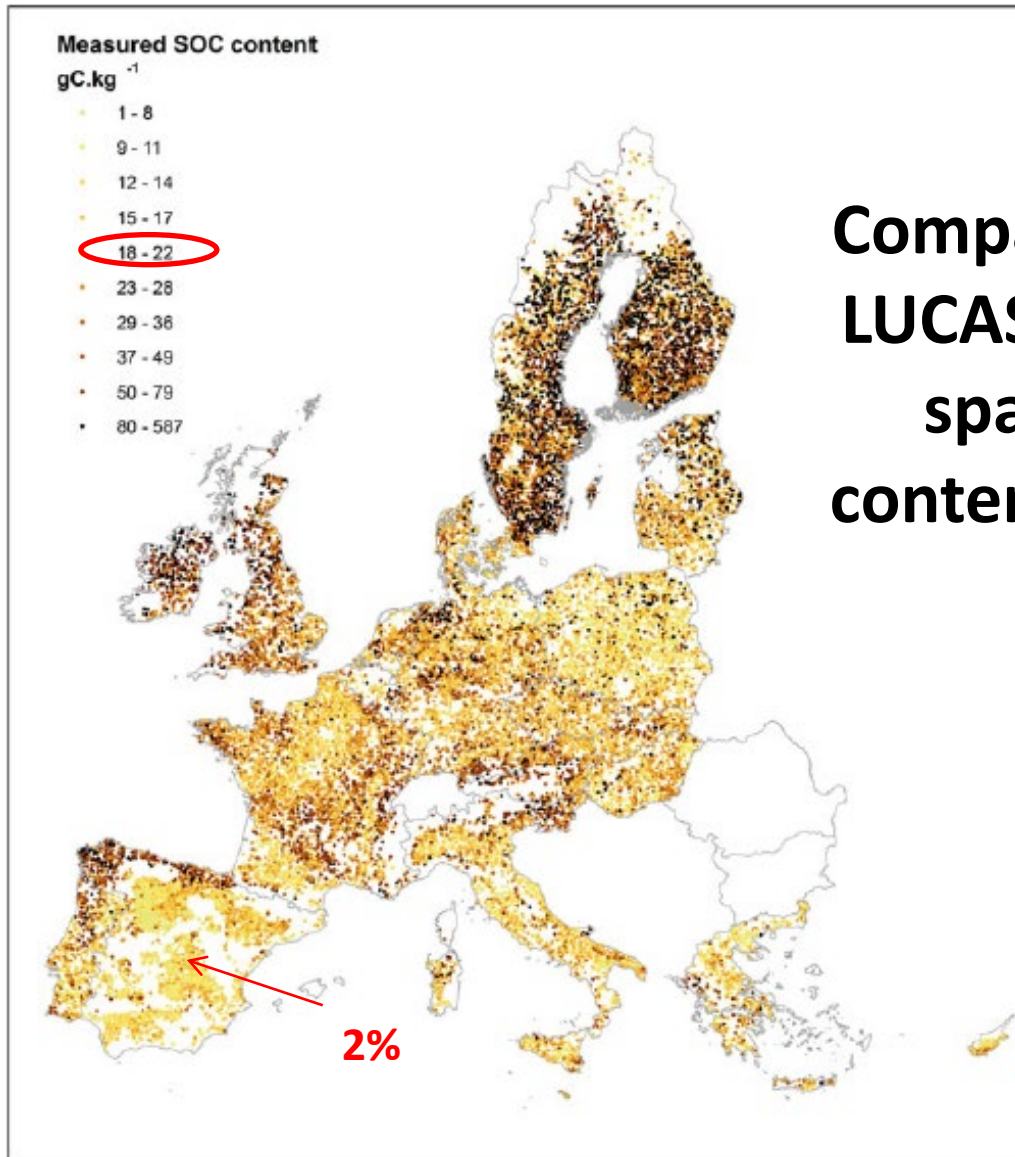 Measured SOC content
gC.kg -1
1 - 8
9 - 11
12 - 14
15 - 17
18 - 22
23 - 28
29 - 36
37 - 49
50 - 79
80 - 587
Compa
LUCAS
spa
conter
2%